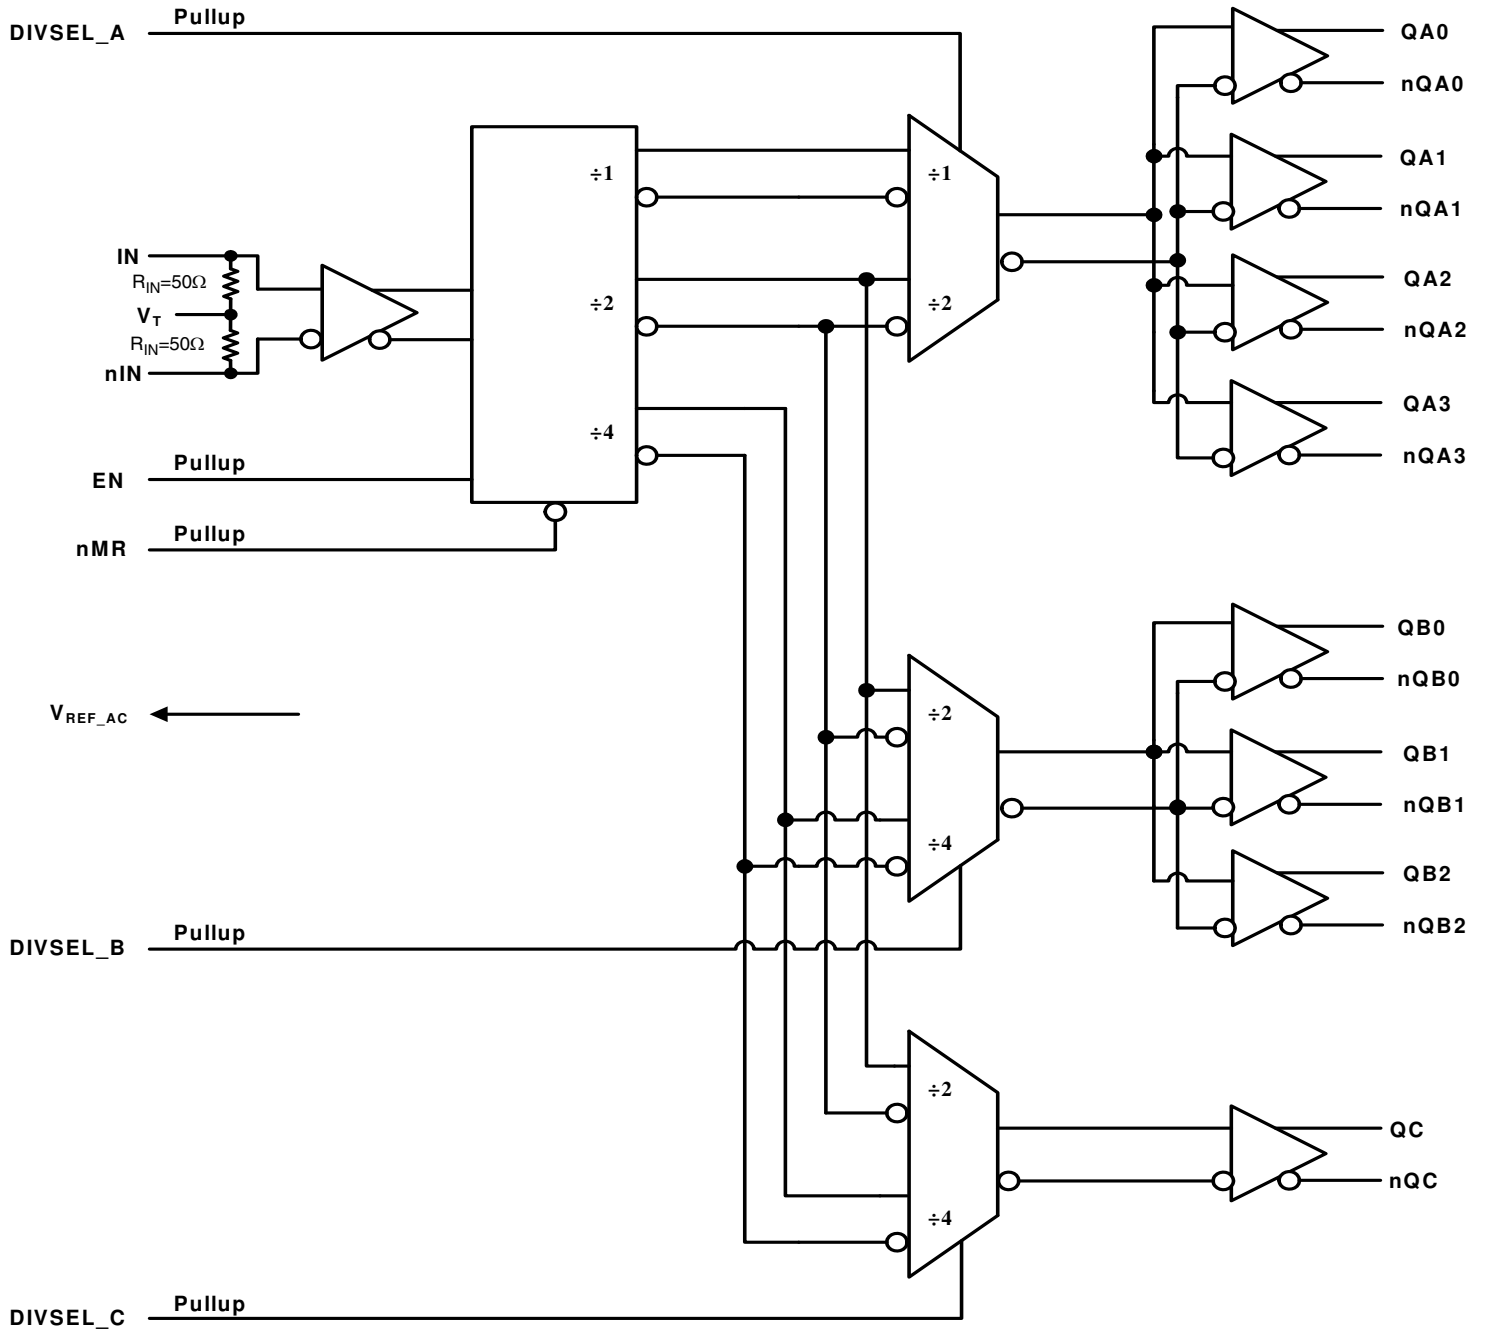 DIVSEL_A
Pullup
QA0
nQA0
÷1
÷1
QA1
nQA1
IN
RIN=50Ω
VT
RIN=50Ω
nIN
÷2
÷2
QA2
nQA2
÷4
QA3
nQA3
EN
Pullup
nMR
Pullup
QB0
nQB0
VREF_AC
÷2
QB1
nQB1
÷4
QB2
nQB2
DIVSEL_B
Pullup
÷2
QC
nQC
÷4
DIVSEL_C
Pullup